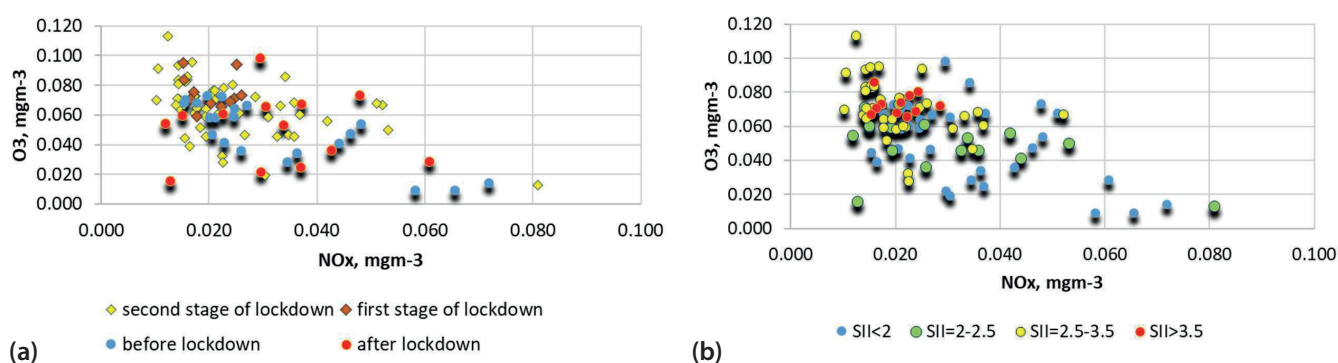 0.120
0.100
0.080
0.060
0.040
0.020
0.000
O3, mgm-3
0.000 0.020 0.040 0.060 0.080 0.100
NOx, mgm-3
second stage of lockdown first stage of lockdown
before lockdown after lockdown
(a)
0.120
0.100
0.080
0.060
0.040
0.020
0.000
O3, mgm-3
0.000 0.020 0.040 0.060 0.080 0.100
NOx, mgm-3
SII<2 SII=2-2.5 SII=2.5-3.5 SII>3.5
(b)